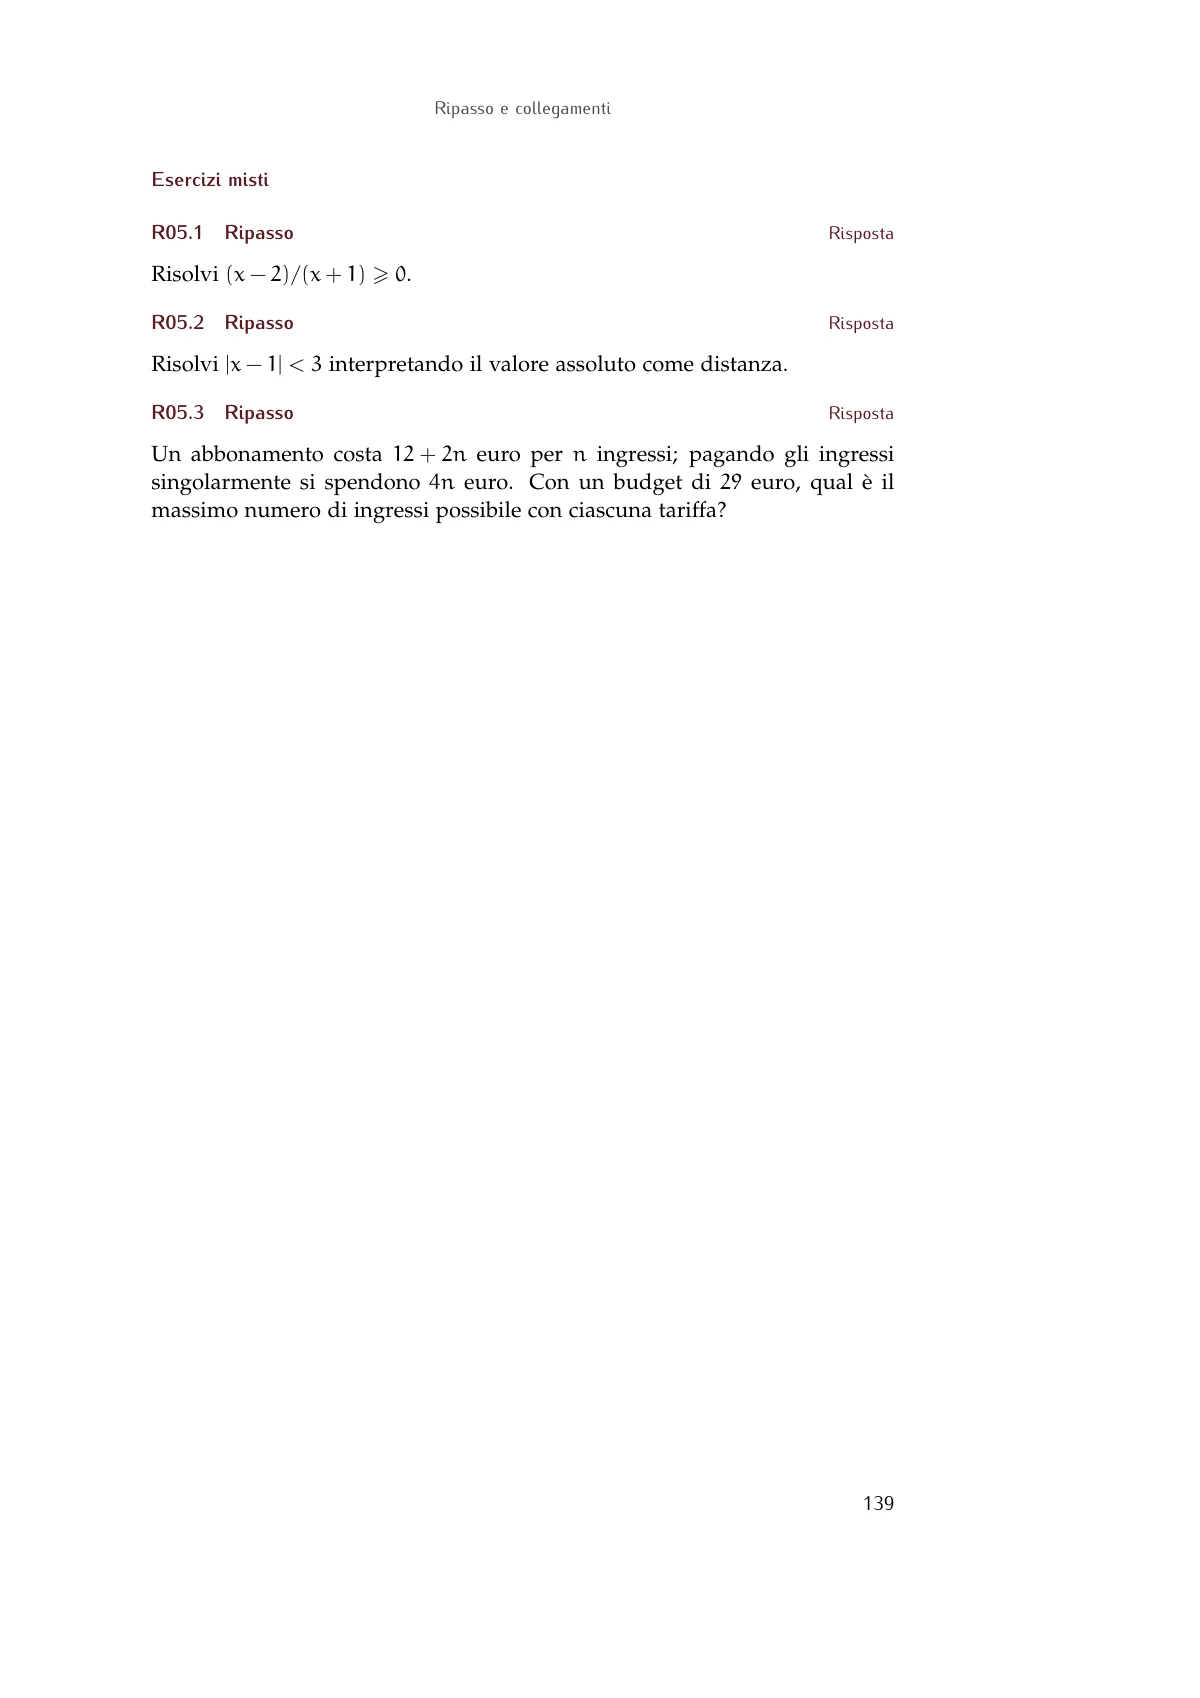 Ripasso e collegamenti
Esercizi misti
R05.1 Ripasso Risposta
Risolvi (x − 2)/(x + 1) ⩾ 0.
R05.2 Ripasso Risposta
Risolvi |x − 1| < 3 interpretando il valore assoluto come distanza.
R05.3 Ripasso Risposta
Un abbonamento costa 12 + 2n euro per n ingressi; pagando gli ingressi
singolarmente si spendono 4n euro. Con un budget di 29 euro, qual è il
massimo numero di ingressi possibile con ciascuna tariffa?
139